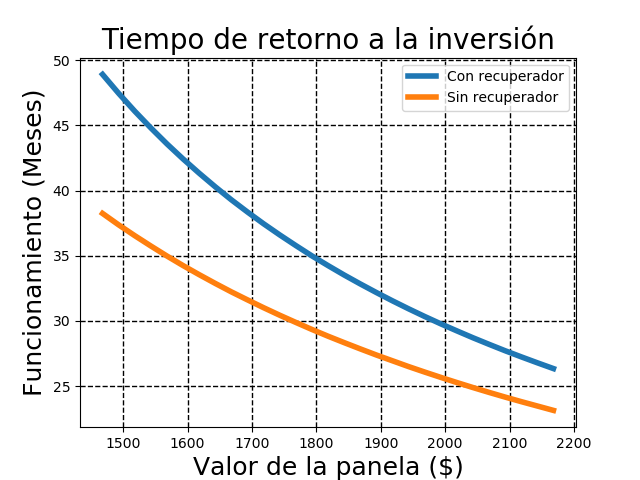 Tiempo de retorno a la inversión
Con recuperador
Sin recuperador
Funcionamiento (Meses)
50
45
40
35
30
25
1500 1600 1700 1800 1900 2000 2100 2200
Valor de la panela ($)